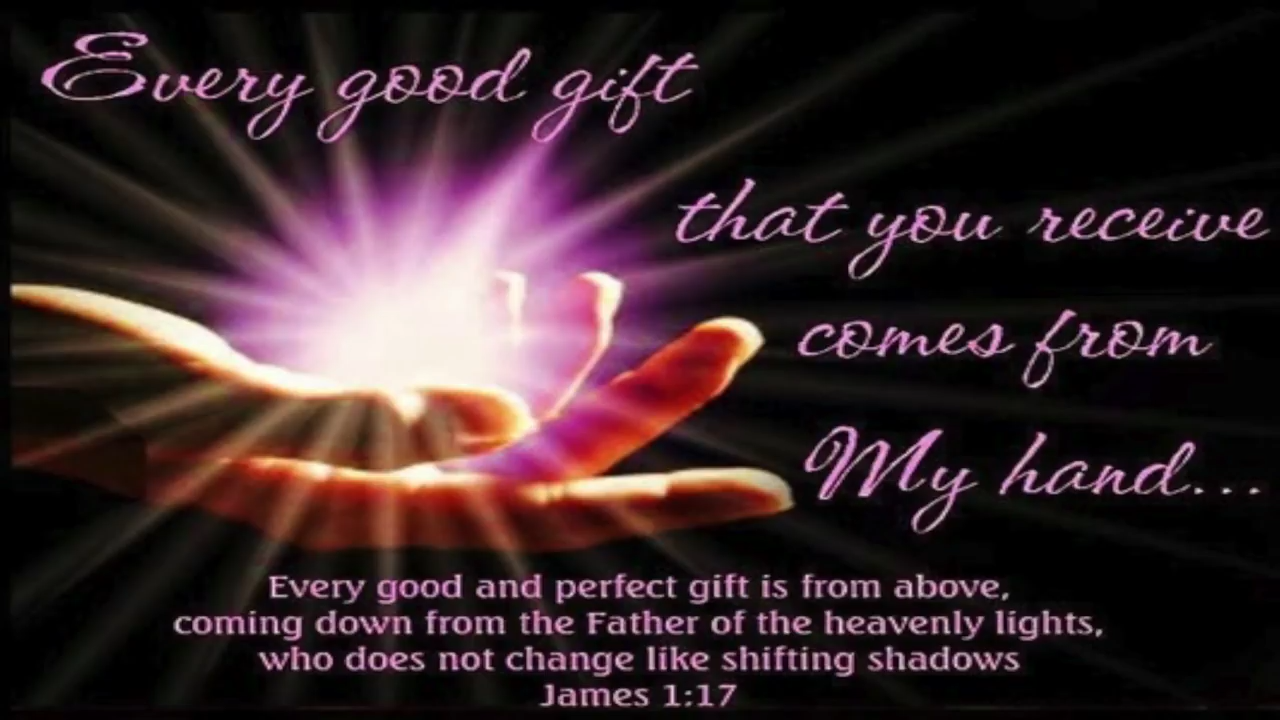 Every good gift
that you receive
comes from
My hand...
Every good and perfect gift is from above,
coming down from the Father of the heavenly lights,
who does not change like shifting shadows
James 1:17